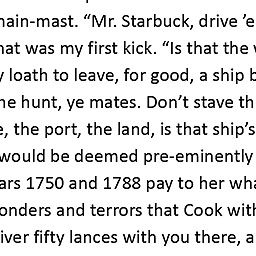 main-mast. “Mr. Starbuck, drive ’e
hat was my first kick. “Is that the
y loath to leave, for good, a ship b
he hunt, ye mates. Don’t stave th
e, the port, the land, is that ship’s
would be deemed pre-eminently
ars 1750 and 1788 pay to her wha
onders and terrors that Cook with
iver fifty lances with you there, a